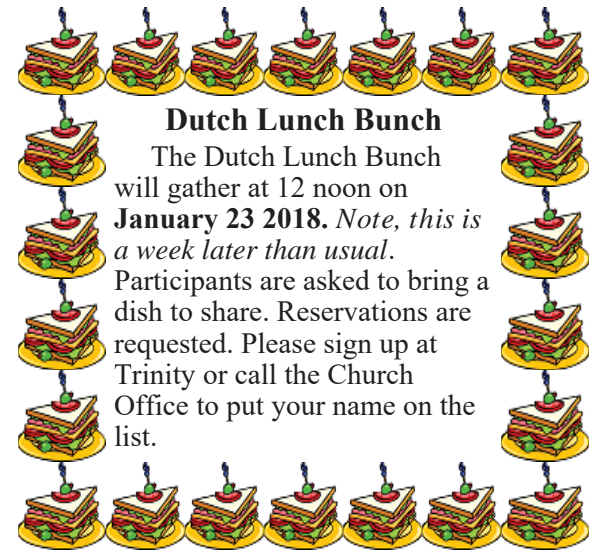 Dutch Lunch Bunch
The Dutch Lunch Bunch
will gather at 12 noon on
January 23 2018. Note, this is
a week later than usual.
Participants are asked to bring a
dish to share. Reservations are
requested. Please sign up at
Trinity or call the Church
Office to put your name on the
list.